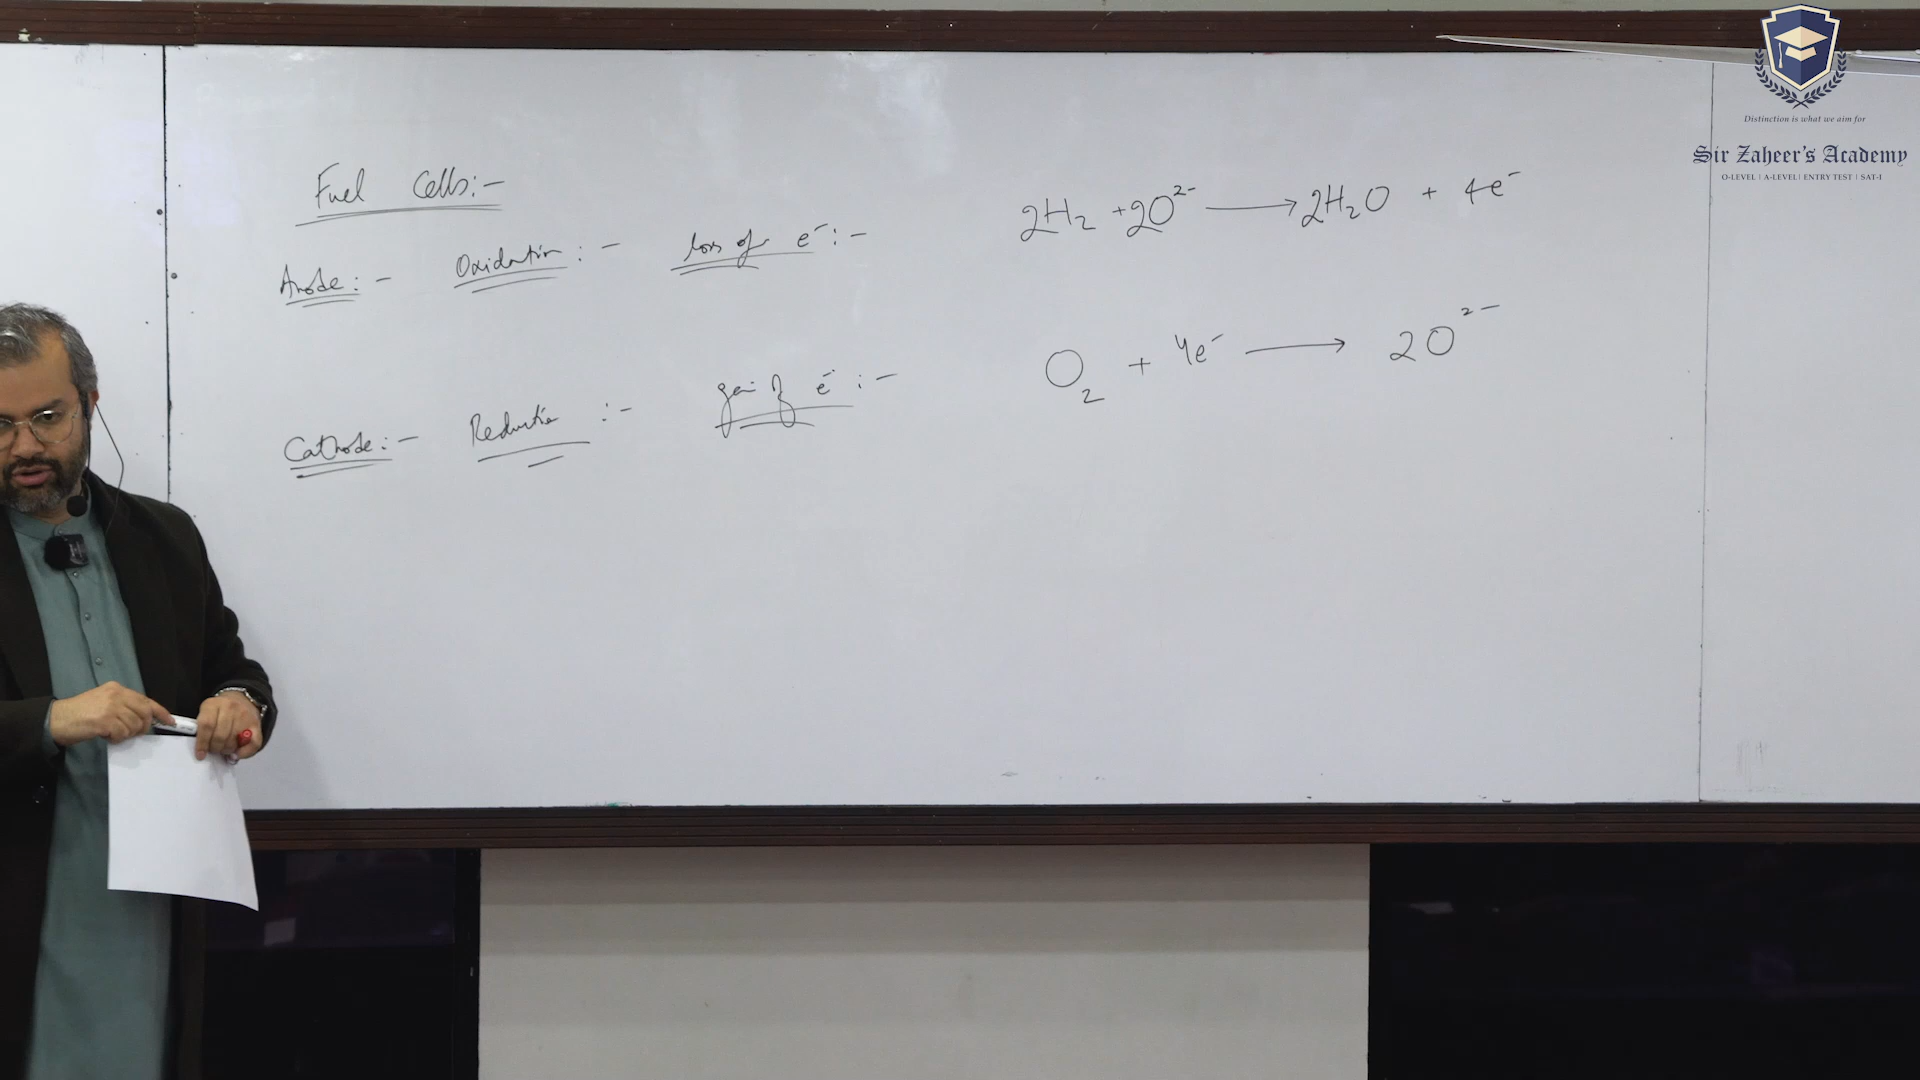 Fuel Cells:-
Anode:- Oxidation:- loss of e⁻:- 2H₂ + 2O²⁻ → 2H₂O + 4e⁻
Cathode:- Reduction:- gain of e⁻:- O₂ + 4e⁻ → 2O²⁻
Distinction is what we aim for
Sir Zaheer's Academy
O-LEVEL | A-LEVEL | ENTRY TEST | SAT-I